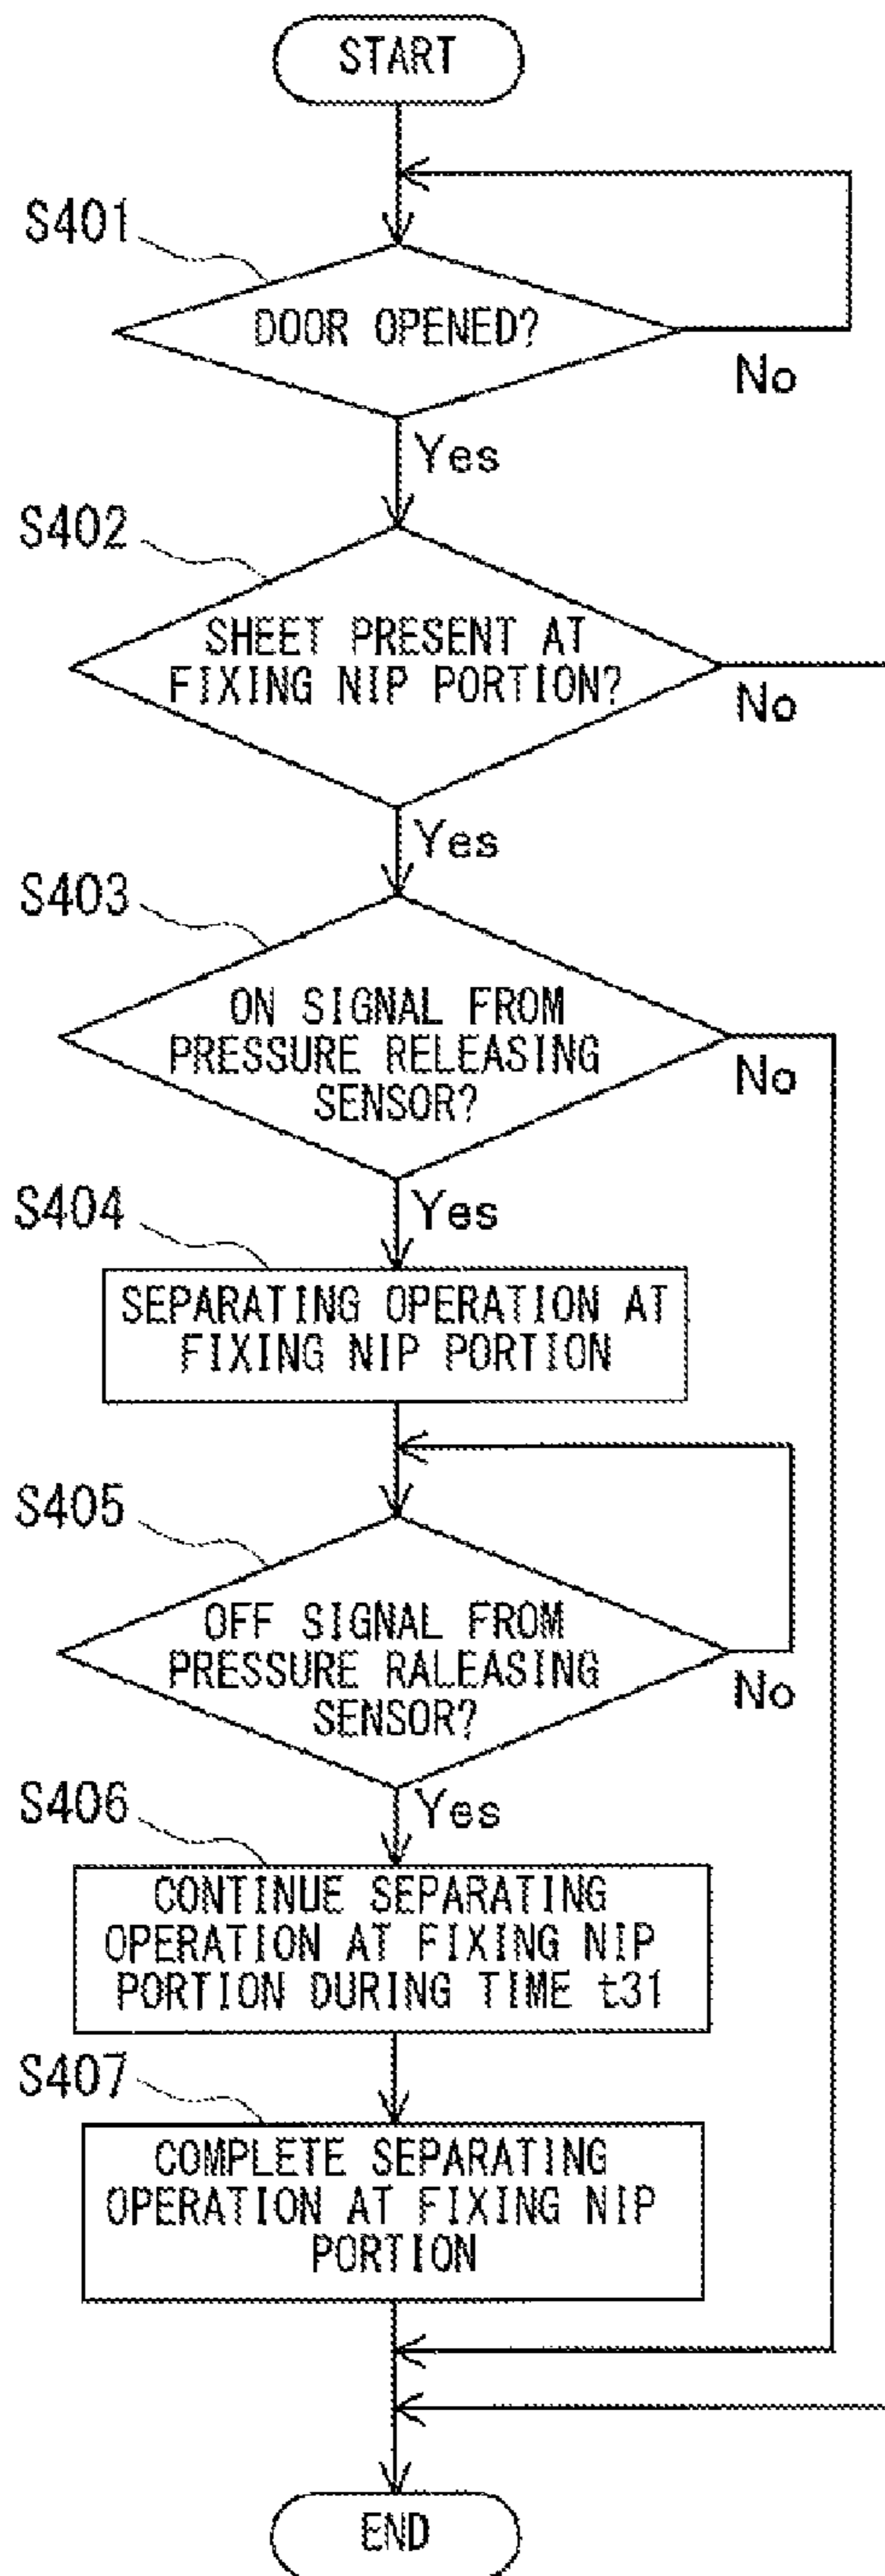 START
S401
DOOR OPENED?
No
Yes
S402
SHEET PRESENT AT
FIXING NIP PORTION?
No
Yes
S403
ON SIGNAL FROM
PRESSURE RELEASING
SENSOR?
No
Yes
S404
SEPARATING OPERATION AT
FIXING NIP PORTION
S405
OFF SIGNAL FROM
PRESSURE RALEASING
SENSOR?
No
Yes
S406
CONTINUE SEPARATING
OPERATION AT FIXING NIP
PORTION DURING TIME t31
S407
COMPLETE SEPARATING
OPERATION AT FIXING NIP
PORTION
END